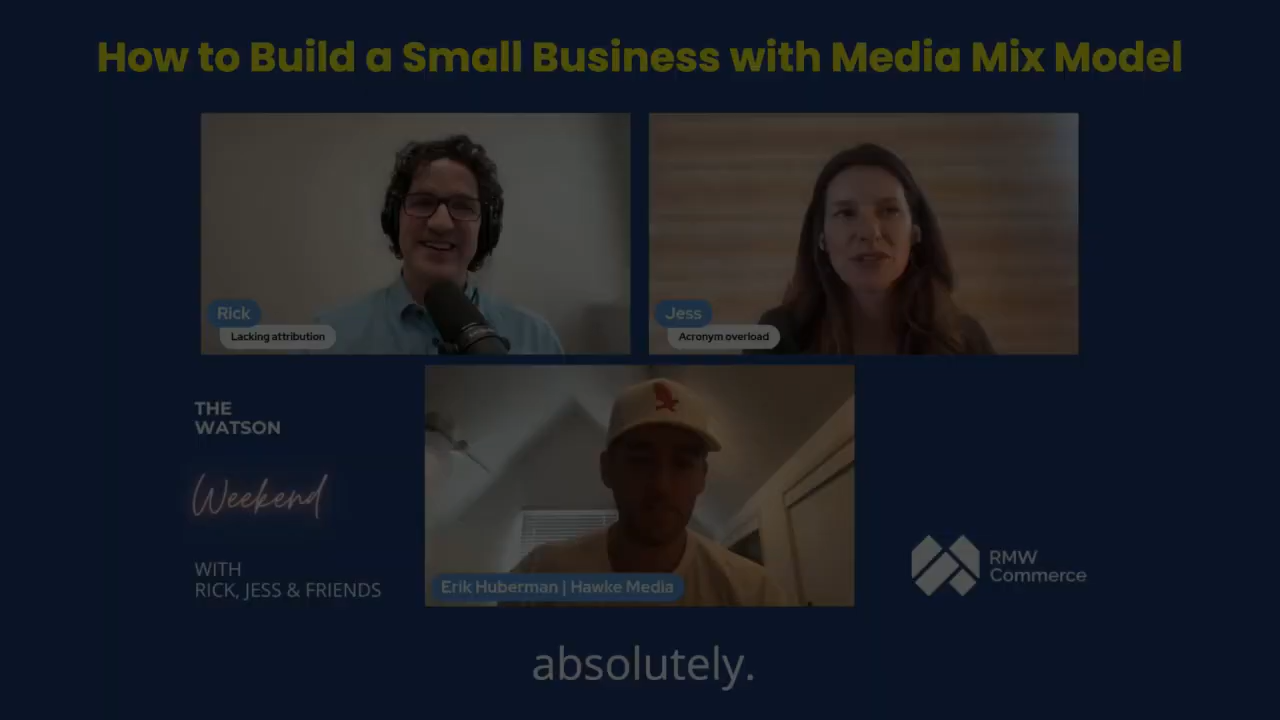 How to Build a Small Business with Media Mix Model
Rick
Lacking attribution
Jess
Acronym overload
THE
WATSON
Weekend
WITH
RICK, JESS & FRIENDS
Erik Huberman | Hawke Media
RMW
Commerce
absolutely.